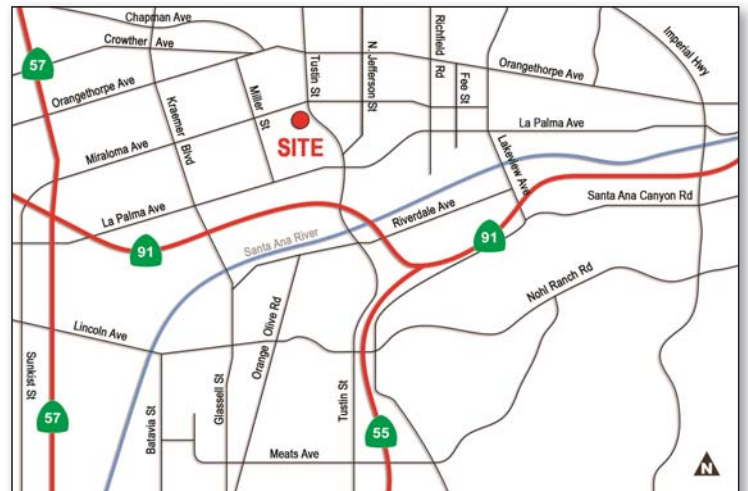 Chapman Ave
Crowther Ave
57
Orangethorpe Ave
Kraemer Blvd
Miller St
Tustin St
N. Jefferson St
Richfield Rd
Fee St
Orangethorpe Ave
Imperial Hwy
SITE
La Palma Ave
Miraloma Ave
Lakeview Ave
Santa Ana Canyon Rd
La Palma Ave
Riverdale Ave
Santa Ana River
91
91
Nohl Ranch Rd
Lincoln Ave
Orange Olive Rd
Sunkist St
57
Batavia St
Glassell St
Tustin St
55
Meats Ave
N